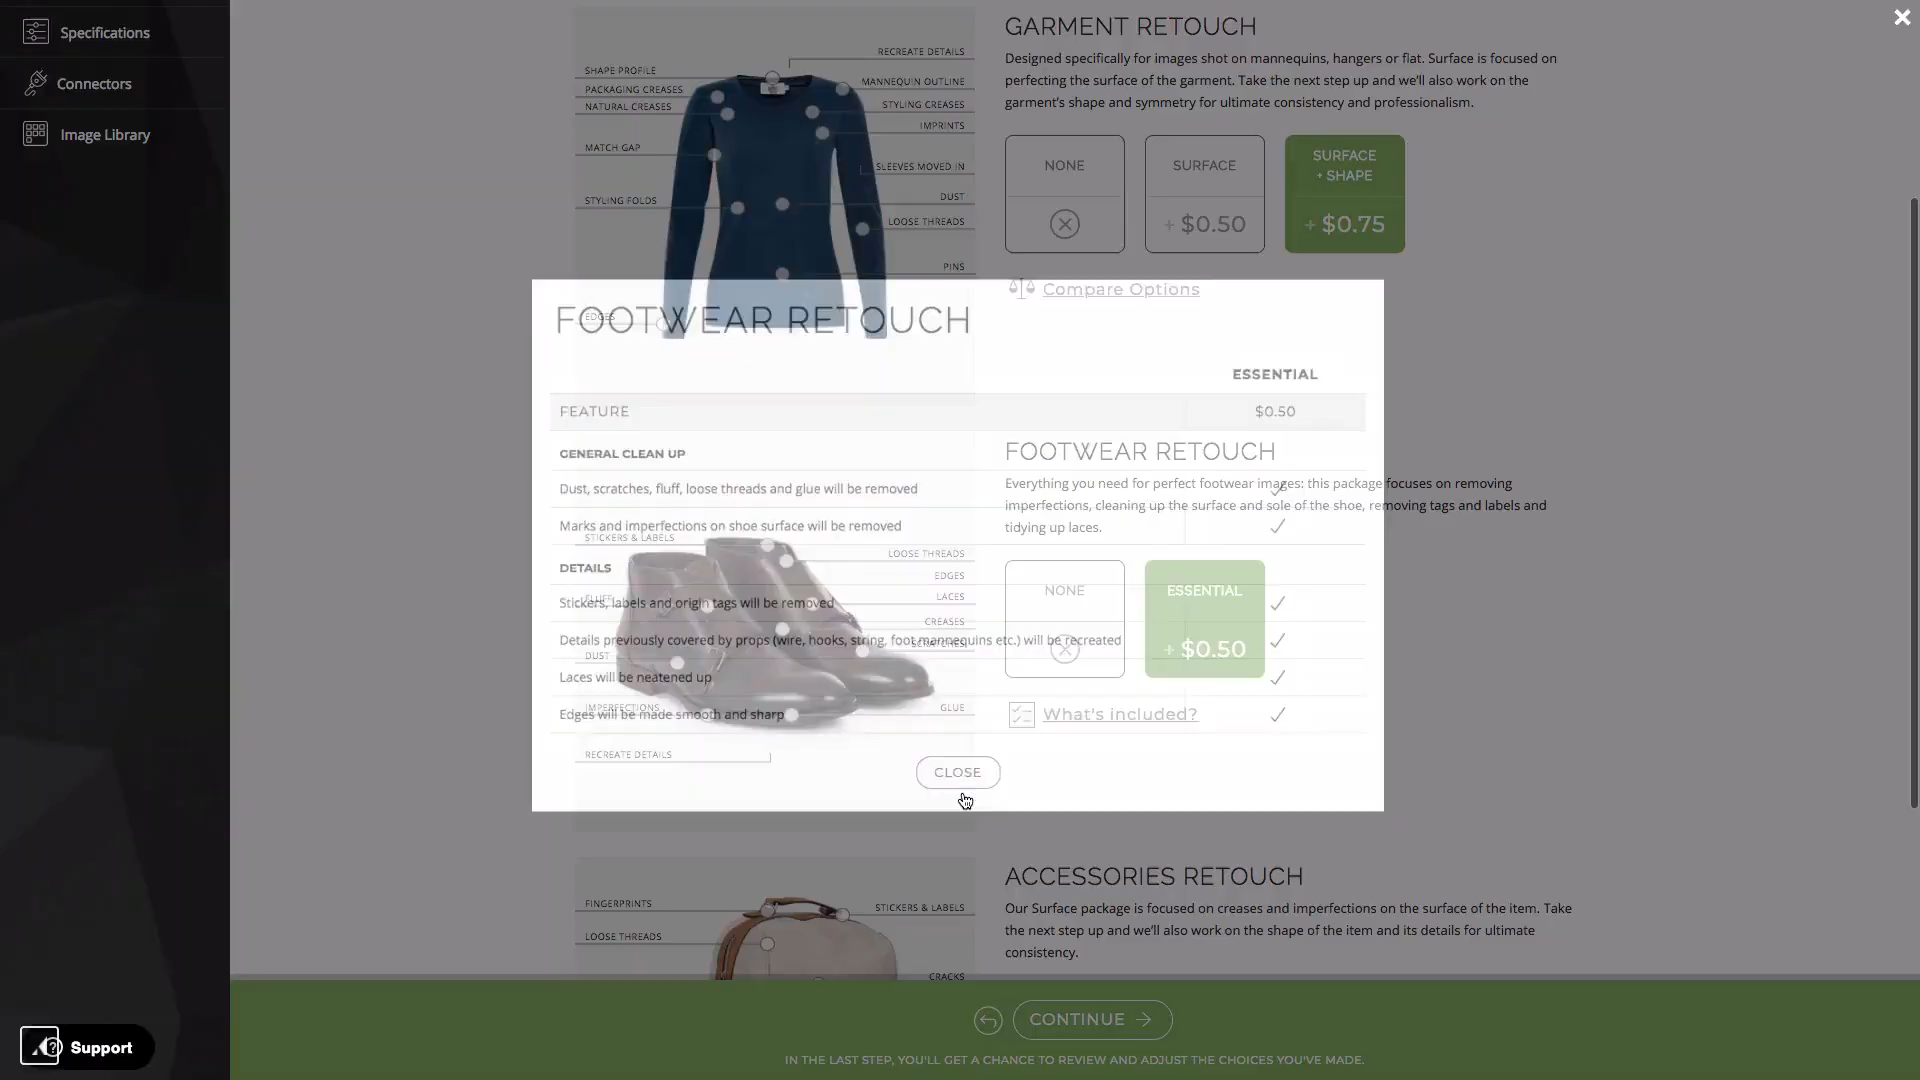 Specifications
Connectors
Image Library
Support
RECREATE DETAILS
SHAPE PROFILE
MANNEQUIN OUTLINE
PACKAGING CREASES
NATURAL CREASES
STYLING CREASES
IMPRINTS
MATCH GAP
SLEEVES MOVED IN
DUST
STYLING FOLDS
LOOSE THREADS
PINS
EDGES
GARMENT RETOUCH
Designed specifically for images shot on mannequins, hangers or flat. Surface is focused on
perfecting the surface of the garment. Take the next step up and we'll also work on the
garment's shape and symmetry for ultimate consistency and professionalism.
NONE
SURFACE
+ $0.50
SURFACE
+ SHAPE
+ $0.75
Compare Options
FOOTWEAR RETOUCH
ESSENTIAL
FEATURE
$0.50
GENERAL CLEAN UP
Dust, scratches, fluff, loose threads and glue will be removed
Marks and imperfections on shoe surface will be removed
DETAILS
Stickers, labels and origin tags will be removed
Details previously covered by props (wire, hooks, string, foot mannequins etc.) will be recreated
Laces will be neatened up
Edges will be made smooth and sharp
CLOSE
STICKERS & LABELS
LOOSE THREADS
EDGES
LACES
FLUFF
CREASES
SCRATCHES
DUST
IMPERFECTIONS
GLUE
RECREATE DETAILS
FOOTWEAR RETOUCH
Everything you need for perfect footwear images: this package focuses on removing
imperfections, cleaning up the surface and sole of the shoe, removing tags and labels and
tidying up laces.
NONE
ESSENTIAL
+ $0.50
What's included?
FINGERPRINTS
STICKERS & LABELS
LOOSE THREADS
CRACKS
ACCESSORIES RETOUCH
Our Surface package is focused on creases and imperfections on the surface of the item. Take
the next step up and we'll also work on the shape of the item and its details for ultimate
consistency.
CONTINUE
IN THE LAST STEP, YOU'LL GET A CHANCE TO REVIEW AND ADJUST THE CHOICES YOU'VE MADE.